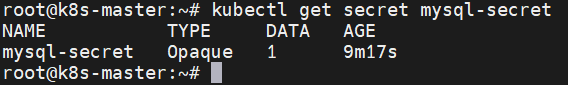 root@k8s-master:~# kubectl get secret mysql-secret
NAME           TYPE     DATA   AGE
mysql-secret   Opaque   1      9m17s
root@k8s-master:~#